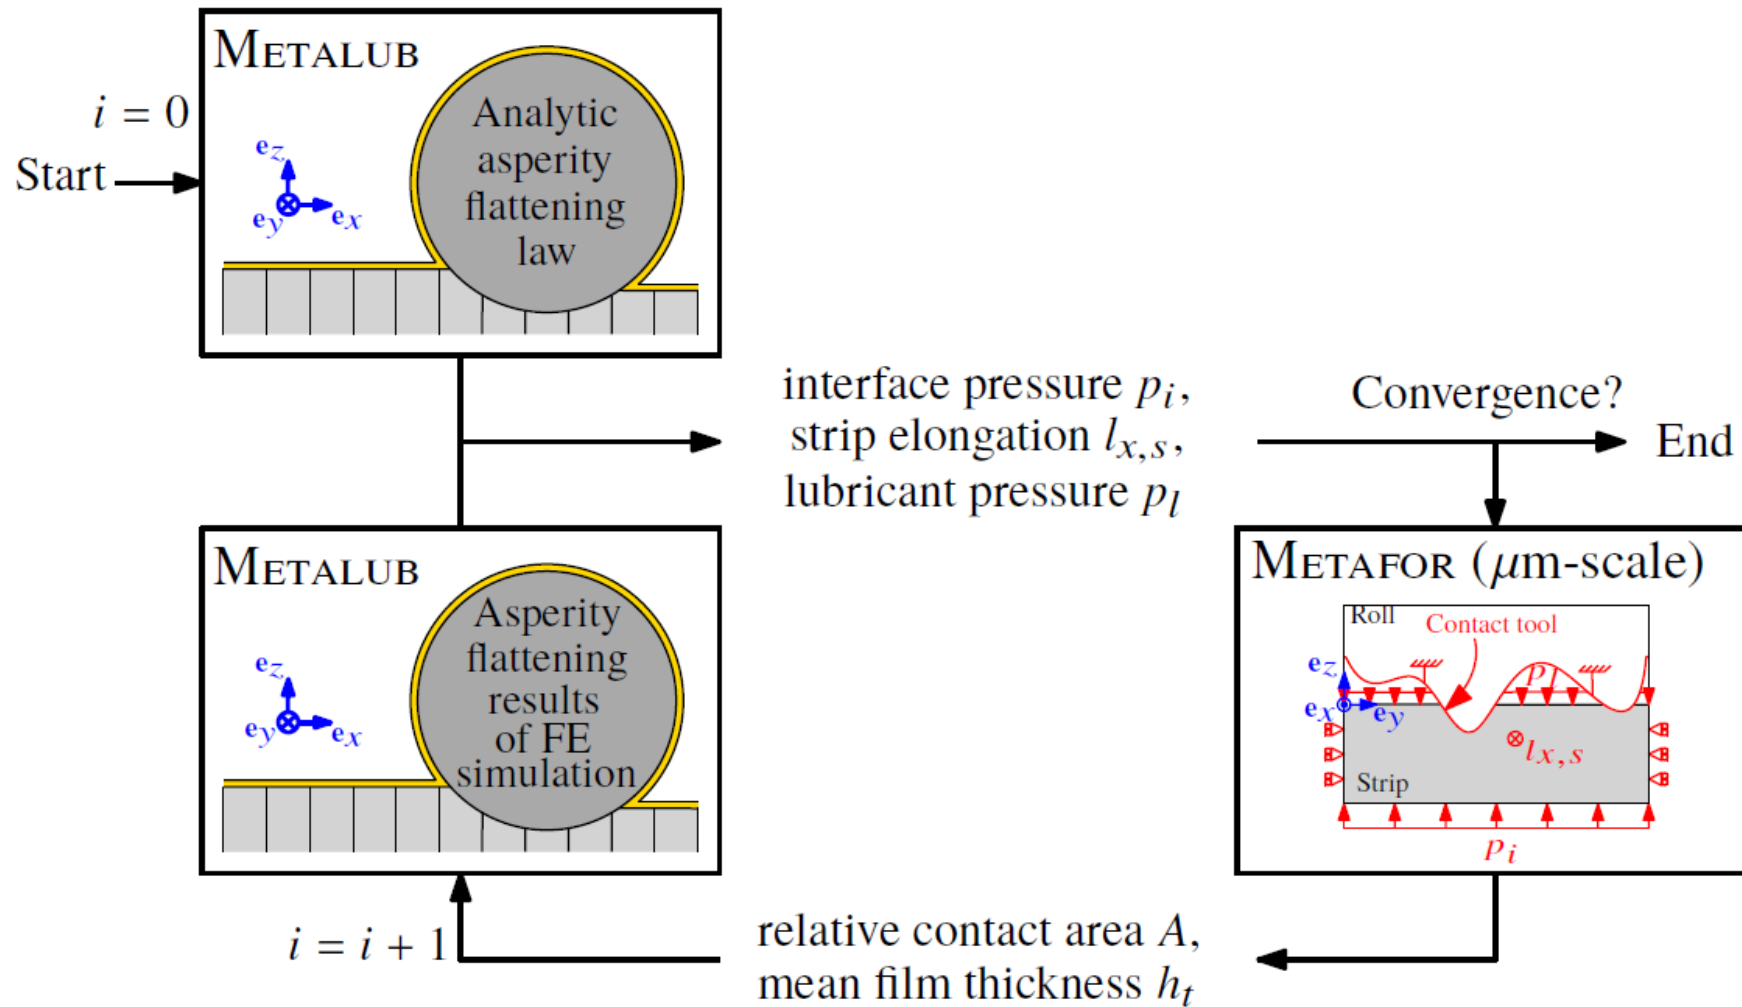 METALUB
i = 0
Start
Analytic
asperity
flattening
law
e_z
e_y
e_x
interface pressure p_i,
strip elongation l_{x,s},
lubricant pressure p_l
Convergence?
End
METALUB
Asperity
flattening
results
of FE
simulation
e_z
e_y
e_x
METAFOR (μm-scale)
Roll
Contact tool
p_l
e_z
e_x
e_y
l_{x,s}
Strip
p_i
i = i + 1
relative contact area A,
mean film thickness h_t